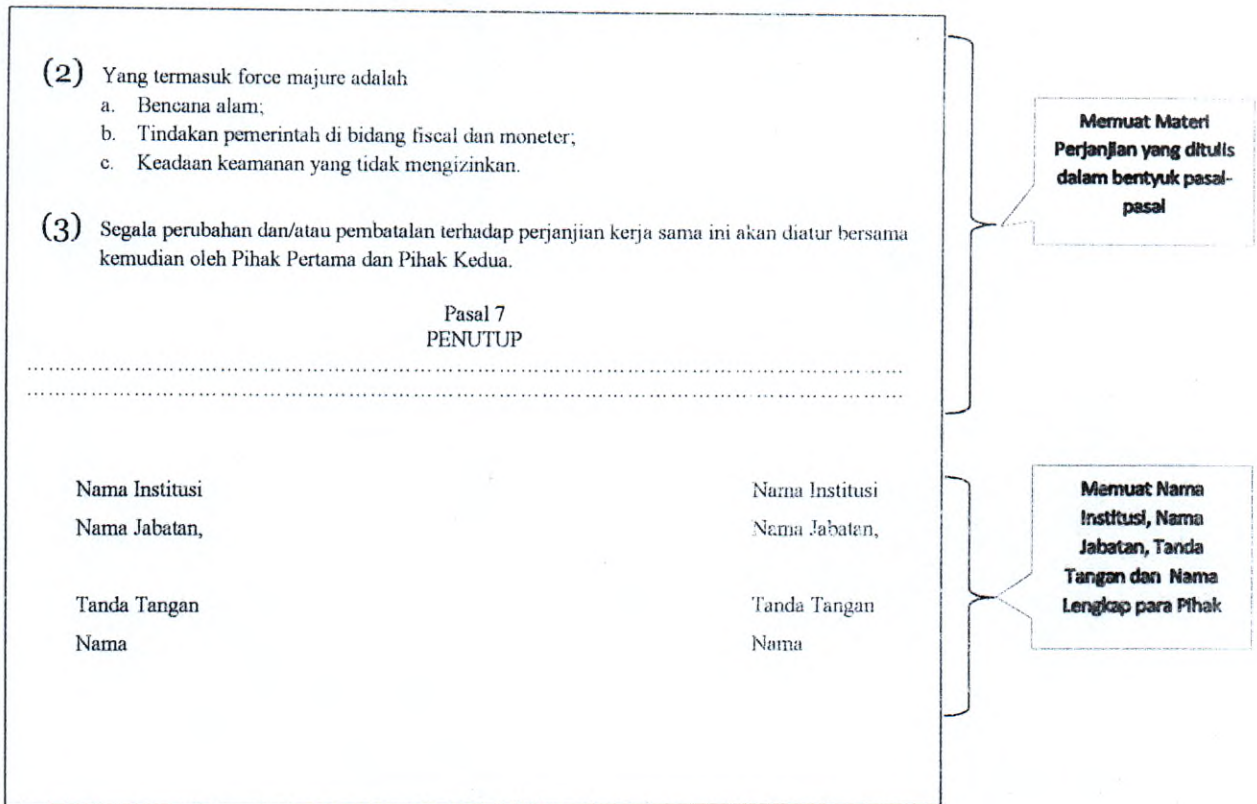 (2) Yang termasuk force majure adalah
a. Bencana alam;
b. Tindakan pemerintah di bidang fiscal dan moneter;
c. Keadaan keamanan yang tidak mengizinkan.
(3) Segala perubahan dan/atau pembatalan terhadap perjanjian kerja sama ini akan diatur bersama
kemudian oleh Pihak Pertama dan Pihak Kedua.
Pasal 7
PENUTUP
Memuat Materi
Perjanjian yang ditulis
dalam bentyuk pasal-
pasal
Nama Institusi
Nama Jabatan,
Tanda Tangan
Nama
Nama Institusi
Nama Jabatan,
Tanda Tangan
Nama
Memuat Nama
Institusi, Nama
Jabatan, Tanda
Tangan dan Nama
Lengkap para Pihak